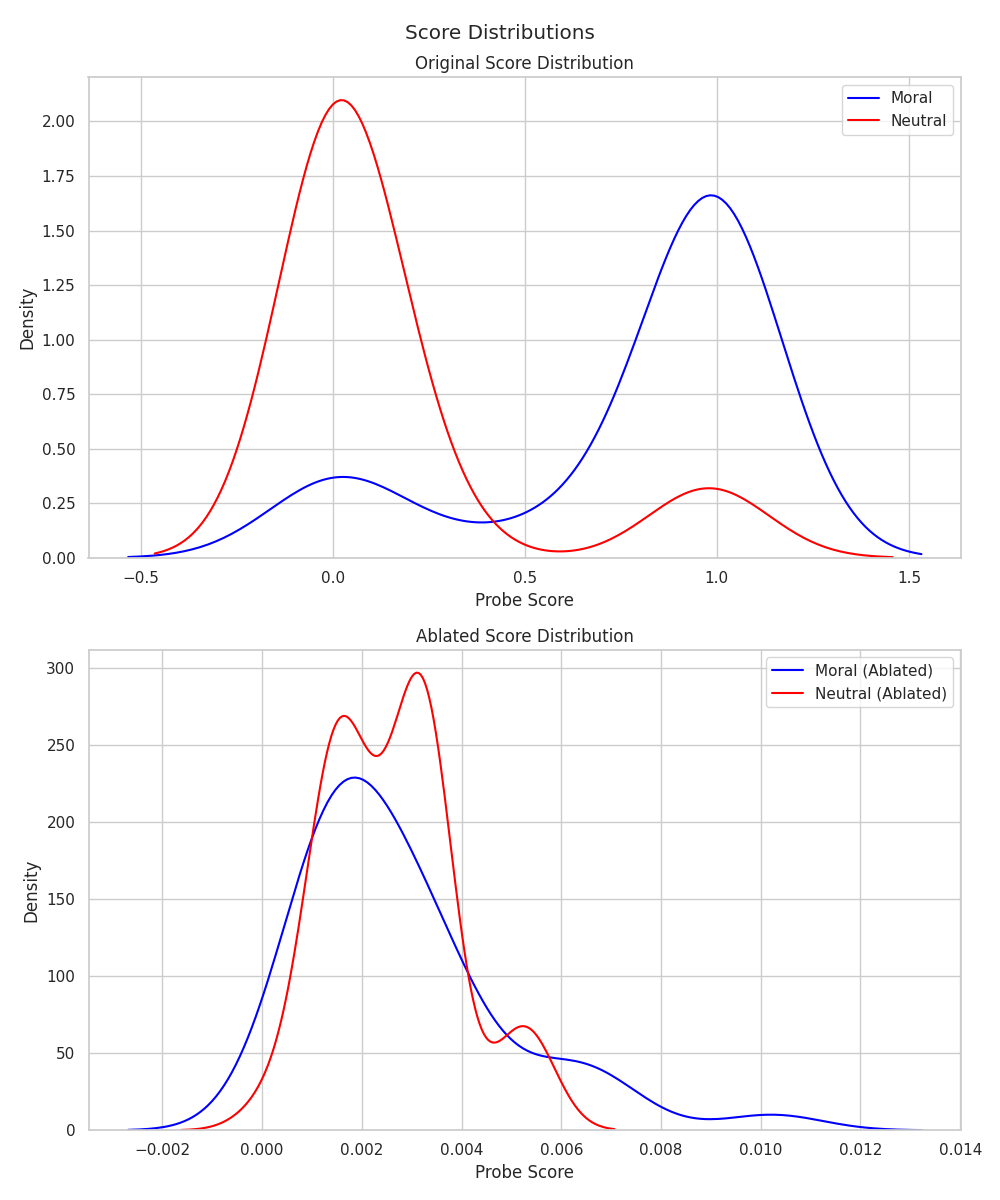 Score Distributions
Original Score Distribution
Moral
Neutral
2.00
1.75
1.50
1.25
1.00
0.75
0.50
0.25
0.00
Density
−0.5
0.0
0.5
1.0
1.5
Probe Score
Ablated Score Distribution
Moral (Ablated)
Neutral (Ablated)
300
250
200
150
100
50
0
Density
−0.002
0.000
0.002
0.004
0.006
0.008
0.010
0.012
0.014
Probe Score